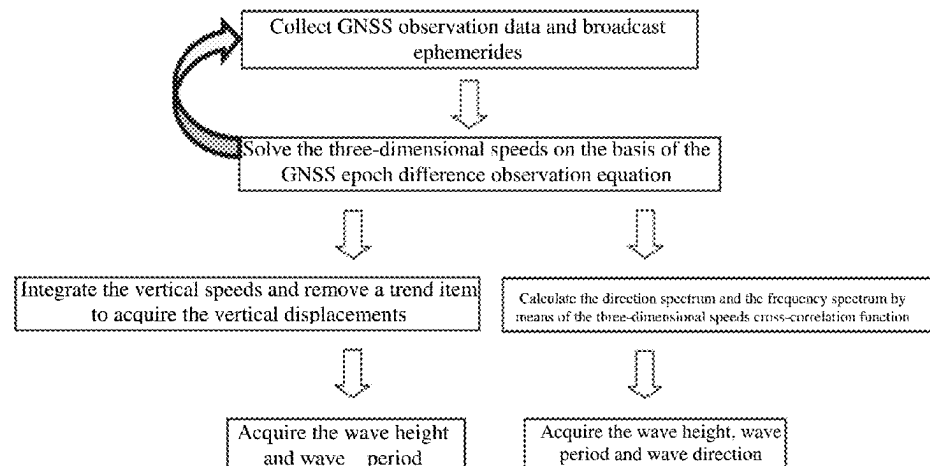 Collect GNSS observation data and broadcast
ephemerides
Solve the three-dimensional speeds on the basis of the
GNSS epoch difference observation equation
Integrate the vertical speeds and remove a trend item
to acquire the vertical displacements
Calculate the direction spectrum and the frequency spectrum by
means of the three-dimensional speeds cross-correlation function
Acquire the wave height
and wave period
Acquire the wave height, wave
period and wave direction